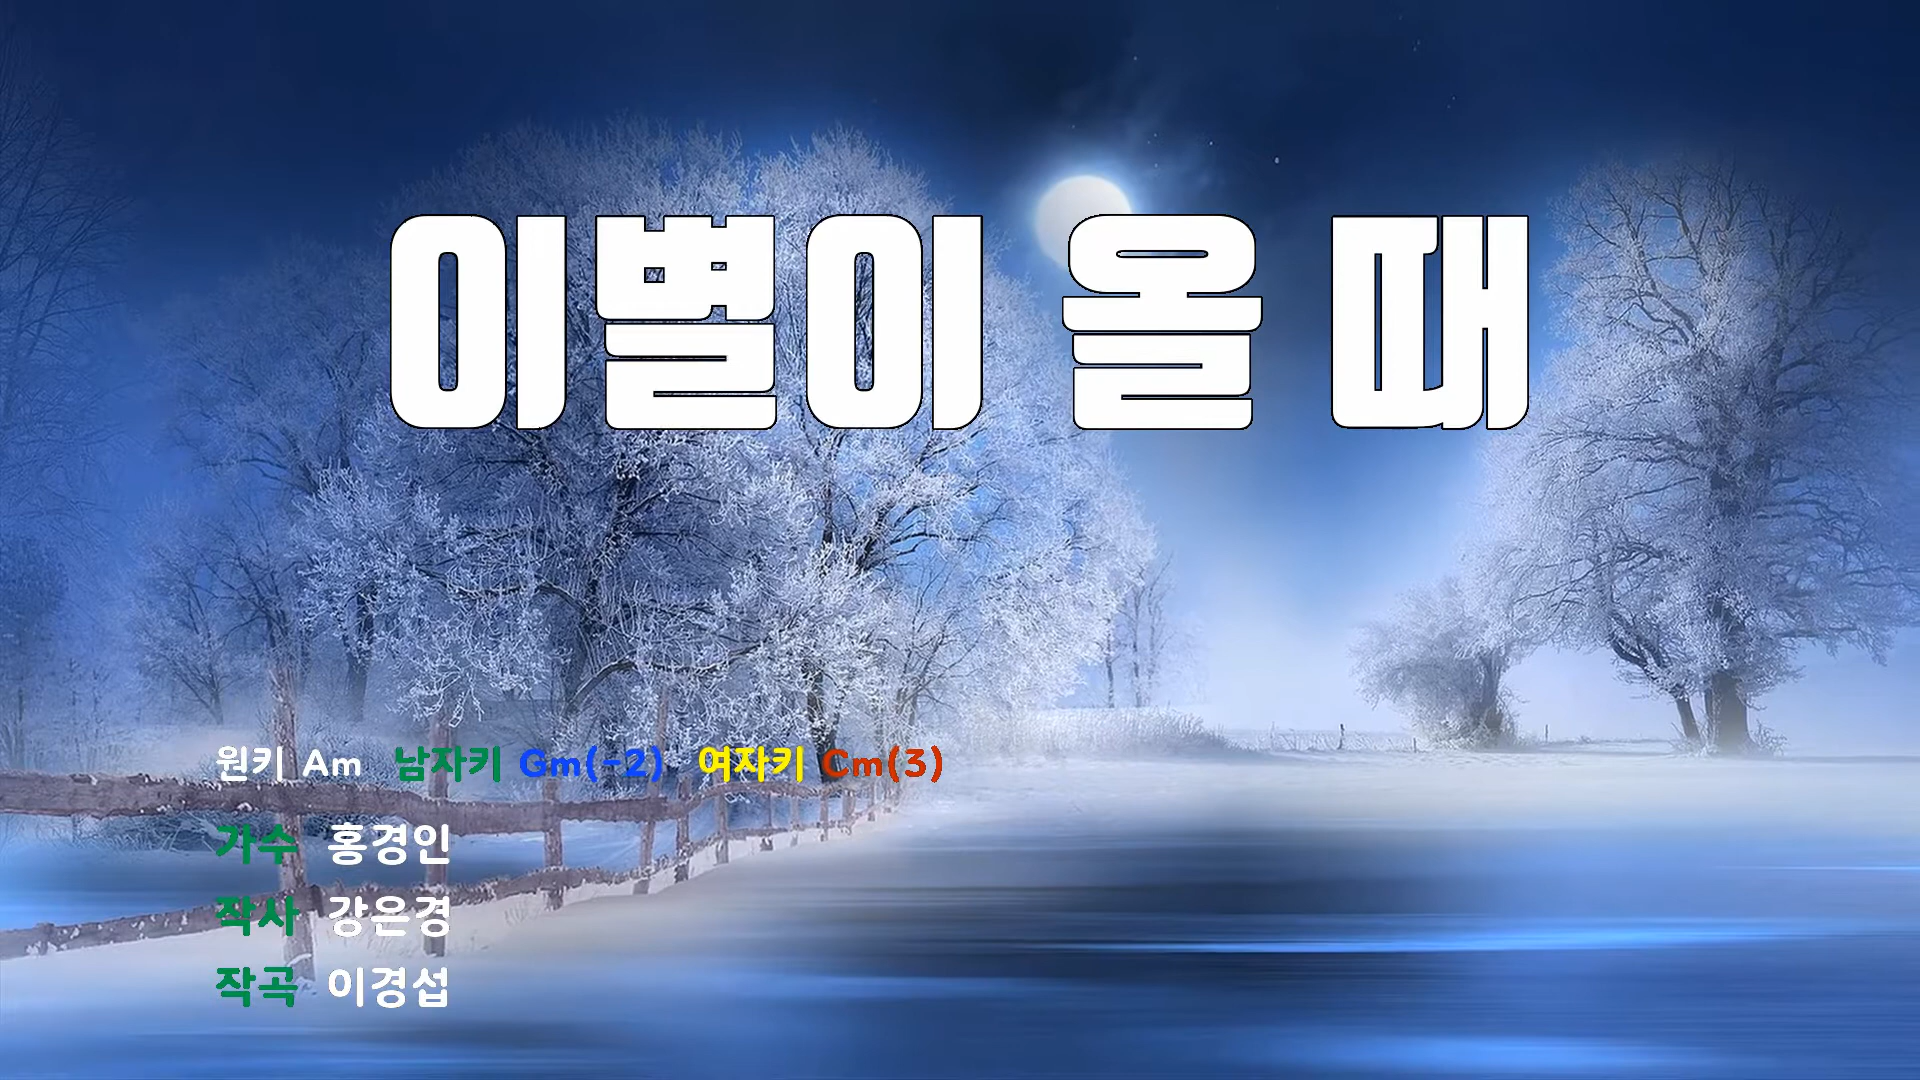 이별이 올 때
원키 Am 남자키 Gm(-2) 여자키 Cm(3)
가수 홍경인
작사 강은경
작곡 이경섭